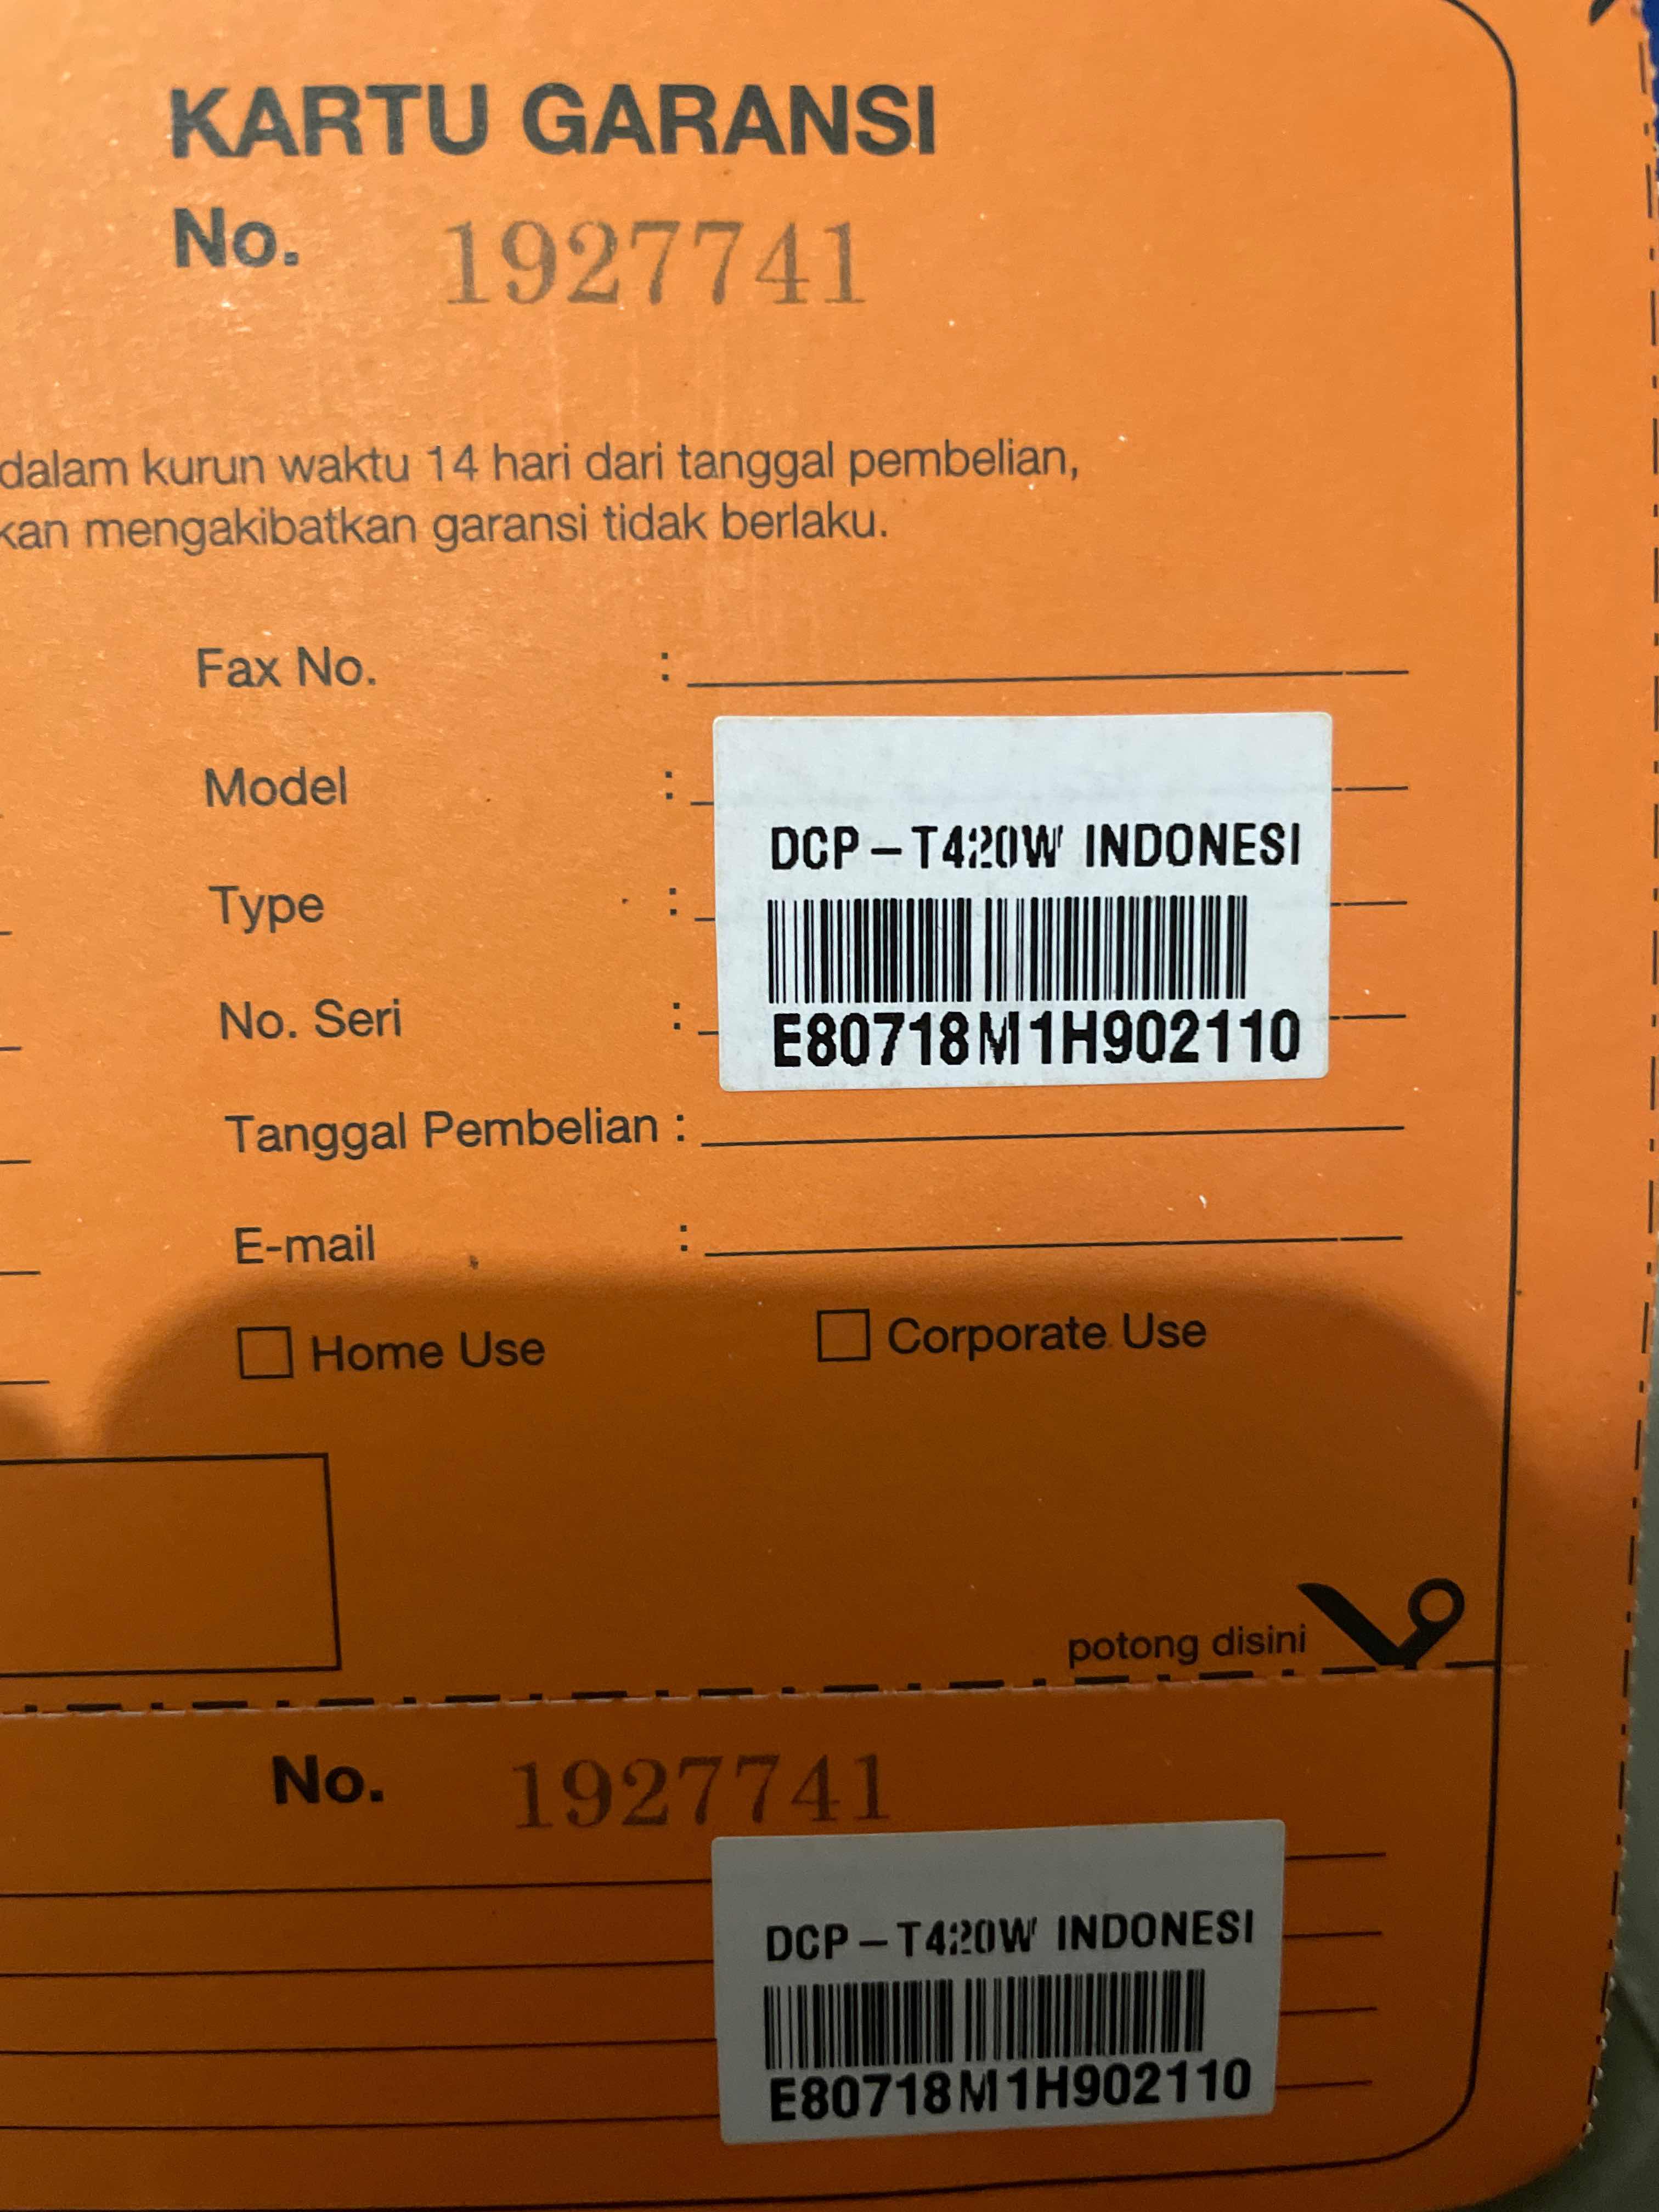 KARTU GARANSI
No. 1927741
dalam kurun waktu 14 hari dari tanggal pembelian,
kan mengakibatkan garansi tidak berlaku.
Fax No. :
Model :
DCP-T420W INDONESI
Type :
No. Seri :
E80718M1H902110
Tanggal Pembelian :
E-mail :
Home Use Corporate Use
potong disini
No. 1927741
DCP-T420W INDONESI
E80718M1H902110